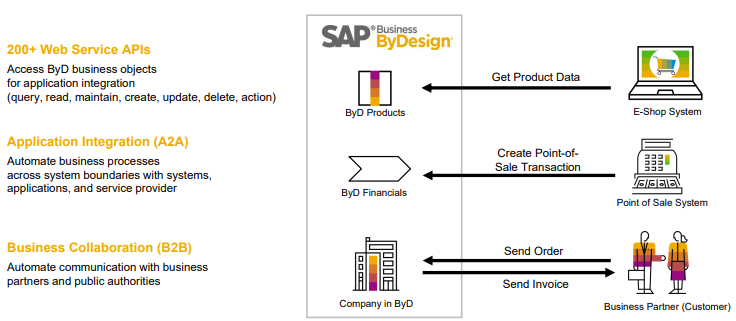 SAP® Business ByDesign®
200+ Web Service APIs
Access ByD business objects
for application integration
(query, read, maintain, create, update, delete, action)
ByD Products
Get Product Data
E-Shop System
Application Integration (A2A)
Automate business processes
across system boundaries with systems,
applications, and service provider
ByD Financials
Create Point-of-
Sale Transaction
Point of Sale System
Business Collaboration (B2B)
Automate communication with business
partners and public authorities
Company in ByD
Send Order
Send Invoice
Business Partner (Customer)